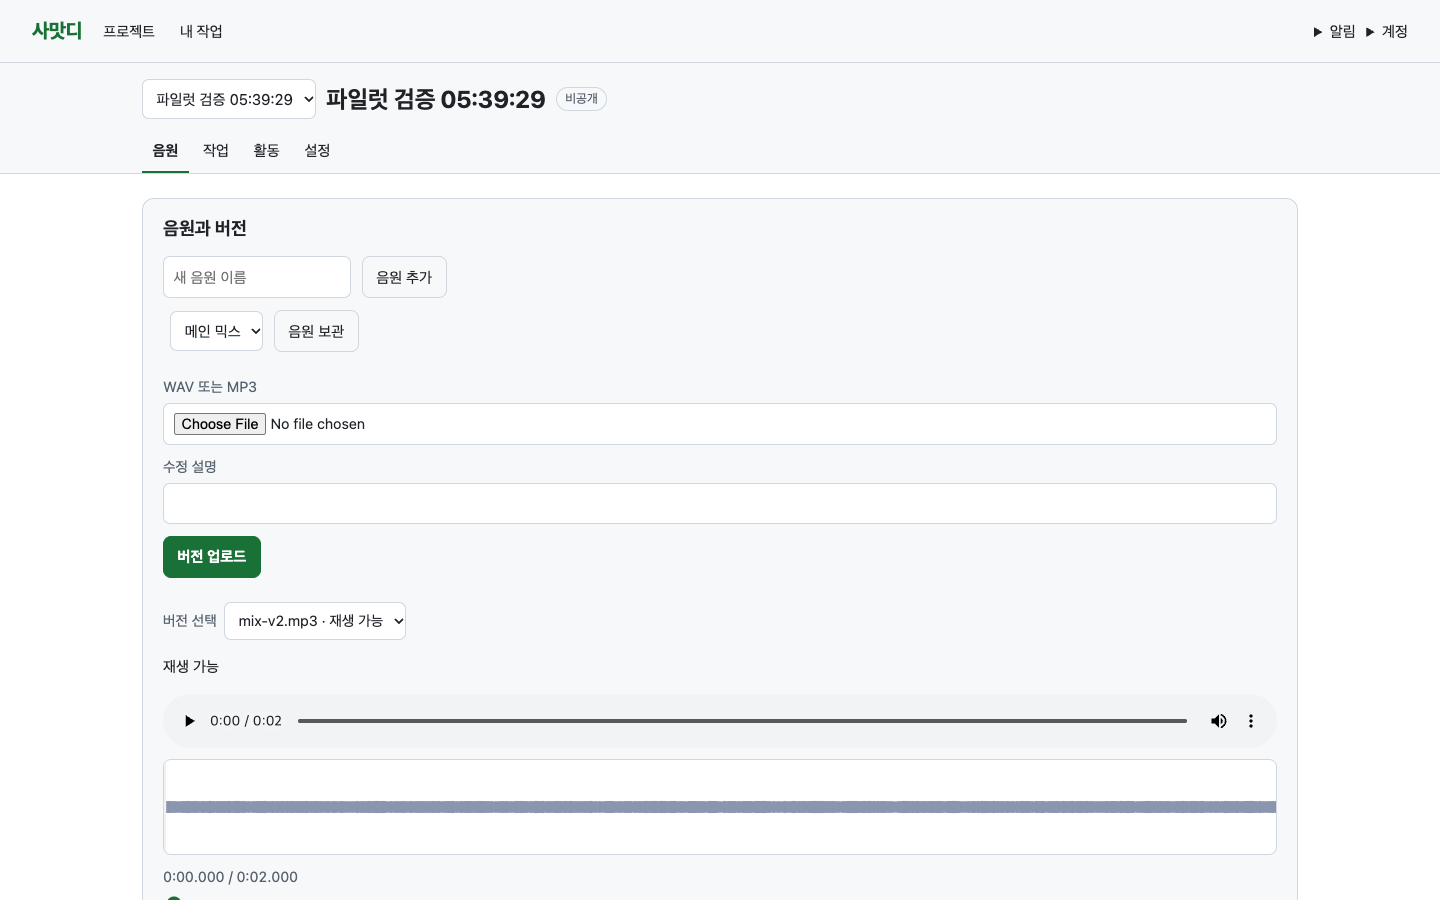 사맛디 프로젝트 내 작업 ▶ 알림 ▶ 계정
파일럿 검증 05:39:29 파일럿 검증 05:39:29 비공개
음원 작업 활동 설정
음원과 버전
새 음원 이름 음원 추가
메인 믹스 음원 보관
WAV 또는 MP3
Choose File No file chosen
수정 설명
버전 업로드
버전 선택 mix-v2.mp3 · 재생 가능
재생 가능
0:00 / 0:02
0:00.000 / 0:02.000